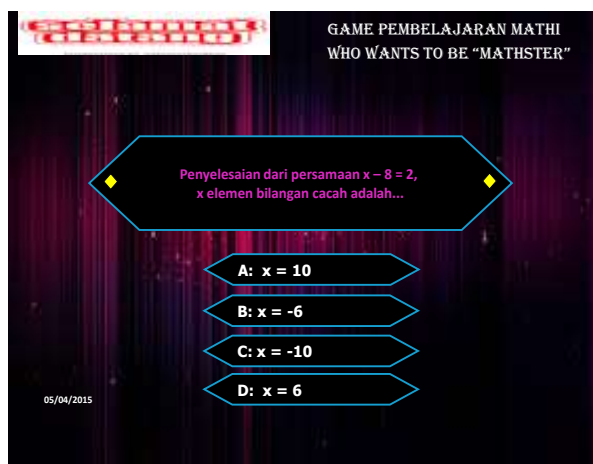 GAME PEMBELAJARAN MATHI
WHO WANTS TO BE “MATHSTER”
Penyelesaian dari persamaan x – 8 = 2,
x elemen bilangan cacah adalah...
A: x = 10
B: x = -6
C: x = -10
D: x = 6
05/04/2015